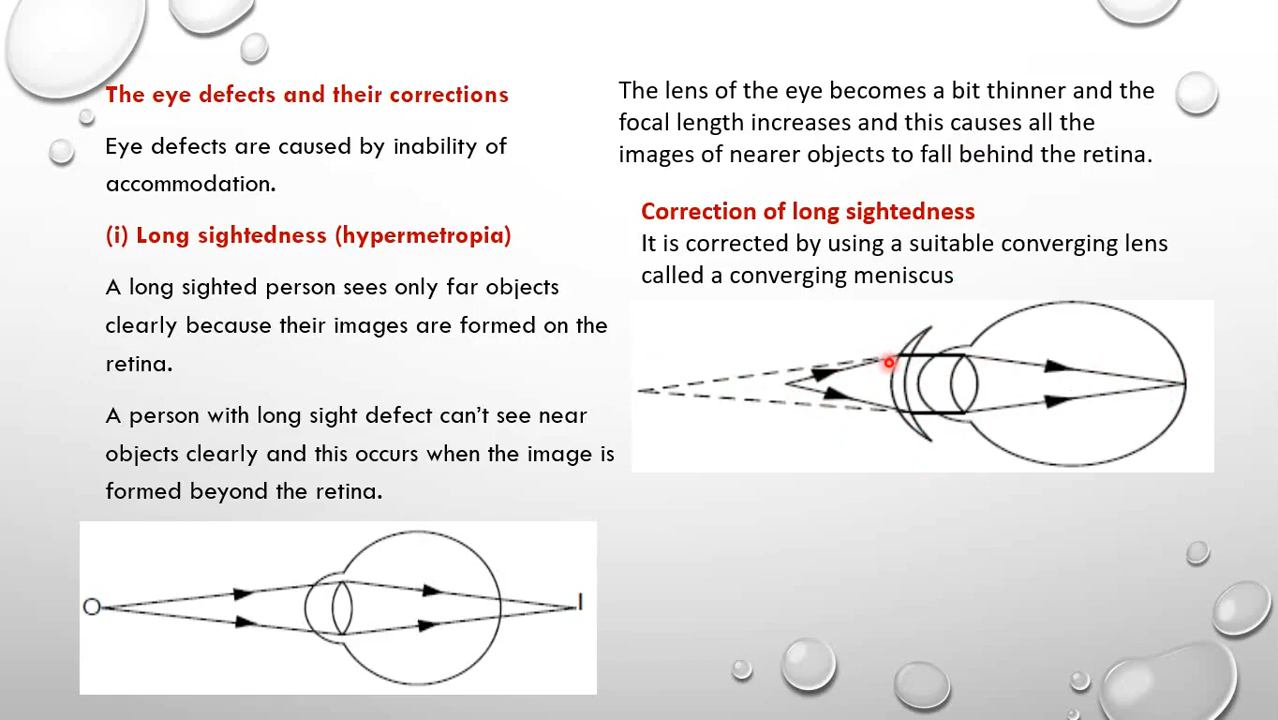 The eye defects and their corrections
Eye defects are caused by inability of
accommodation.
(i) Long sightedness (hypermetropia)
A long sighted person sees only far objects
clearly because their images are formed on the
retina.
A person with long sight defect can’t see near
objects clearly and this occurs when the image is
formed beyond the retina.
O
I
The lens of the eye becomes a bit thinner and the
focal length increases and this causes all the
images of nearer objects to fall behind the retina.
Correction of long sightedness
It is corrected by using a suitable converging lens
called a converging meniscus